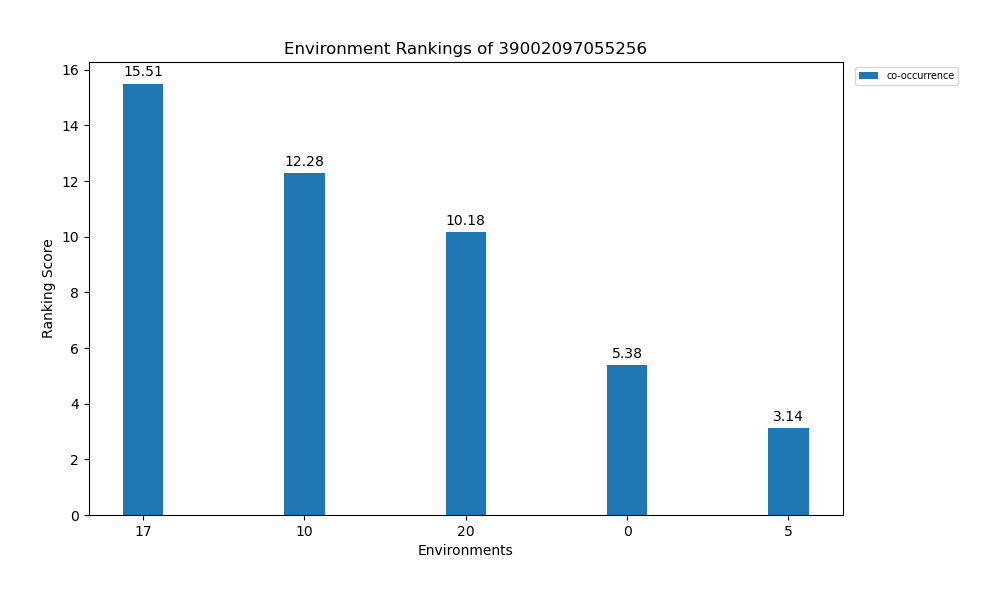 Environment Rankings of 39002097055256
co-occurrence
Ranking Score
16
14
12
10
8
6
4
2
0
15.51
12.28
10.18
5.38
3.14
17 10 20 0 5
Environments